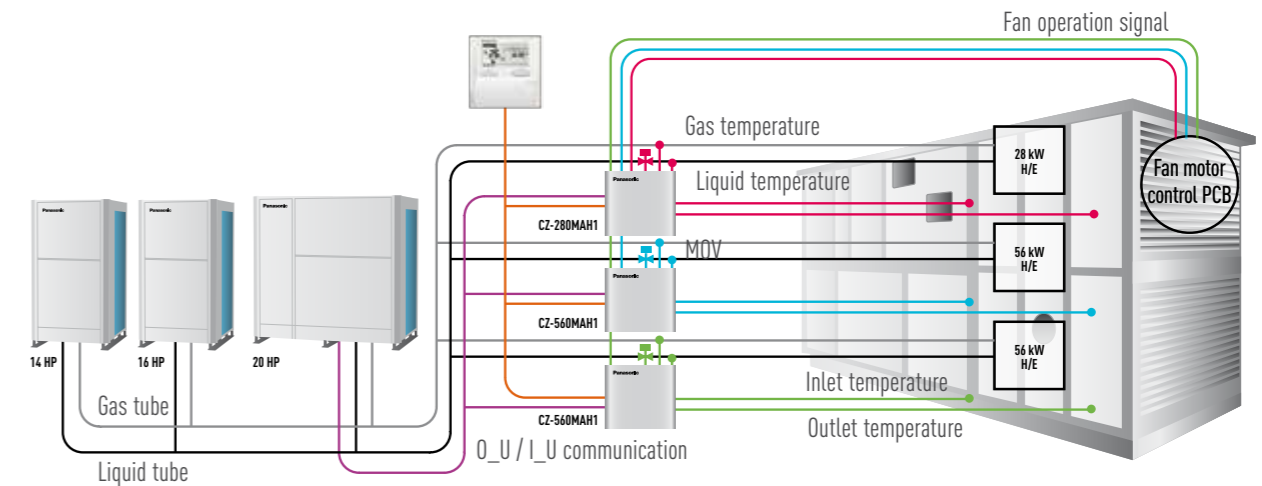 Fan operation signal
Gas temperature
28 kW
H/E
Fan motor
control PCB
Panasonic
Liquid temperature
Panasonic
Panasonic
Panasonic
CZ-280MAH1
MOV
56 kW
H/E
Panasonic
CZ-560MAH1
14 HP
16 HP
20 HP
56 kW
H/E
Panasonic
Inlet temperature
Gas tube
CZ-560MAH1
Outlet temperature
O_U / I_U communication
Liquid tube